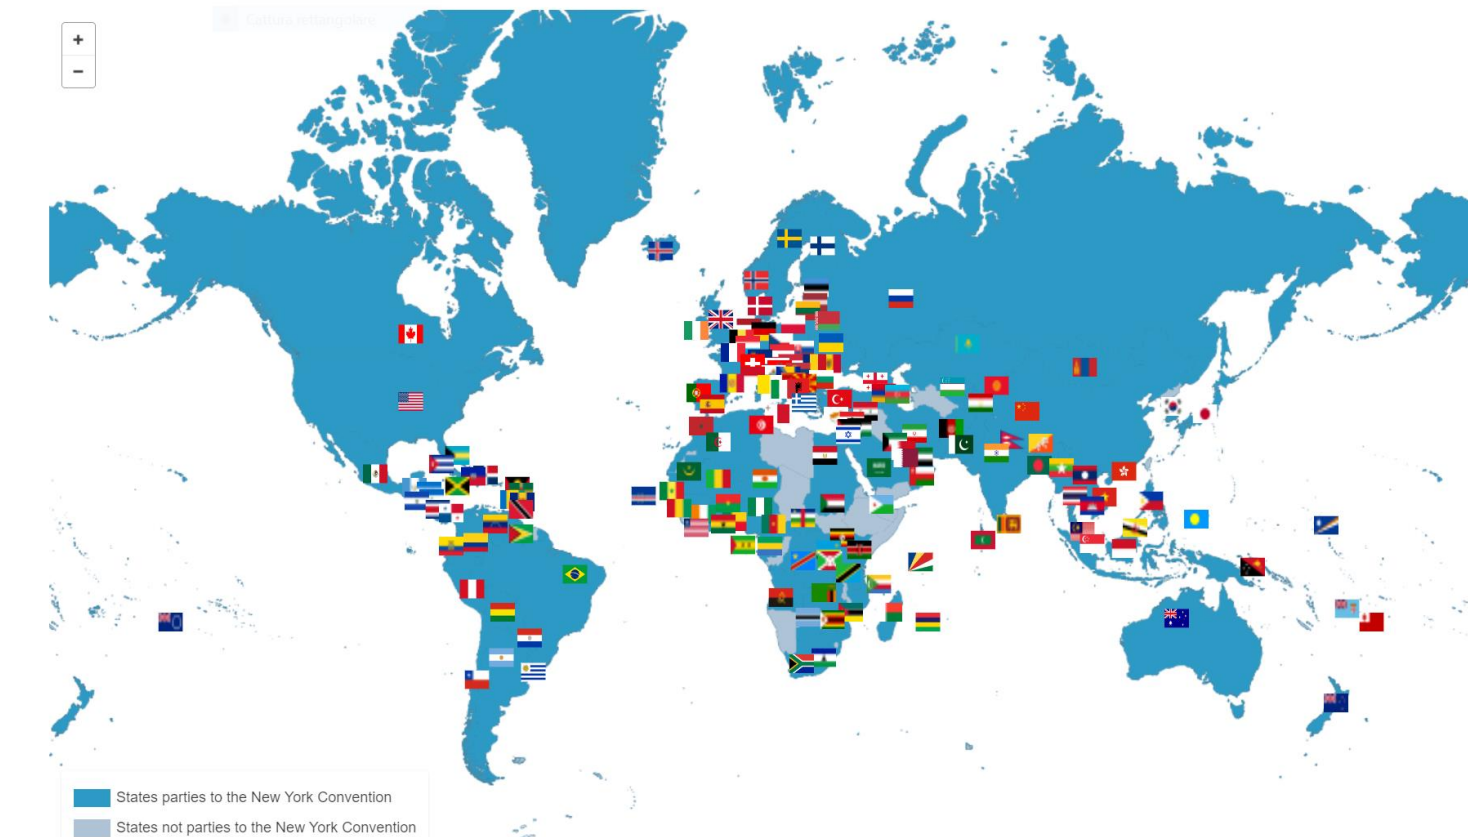 +
−
States parties to the New York Convention
States not parties to the New York Convention